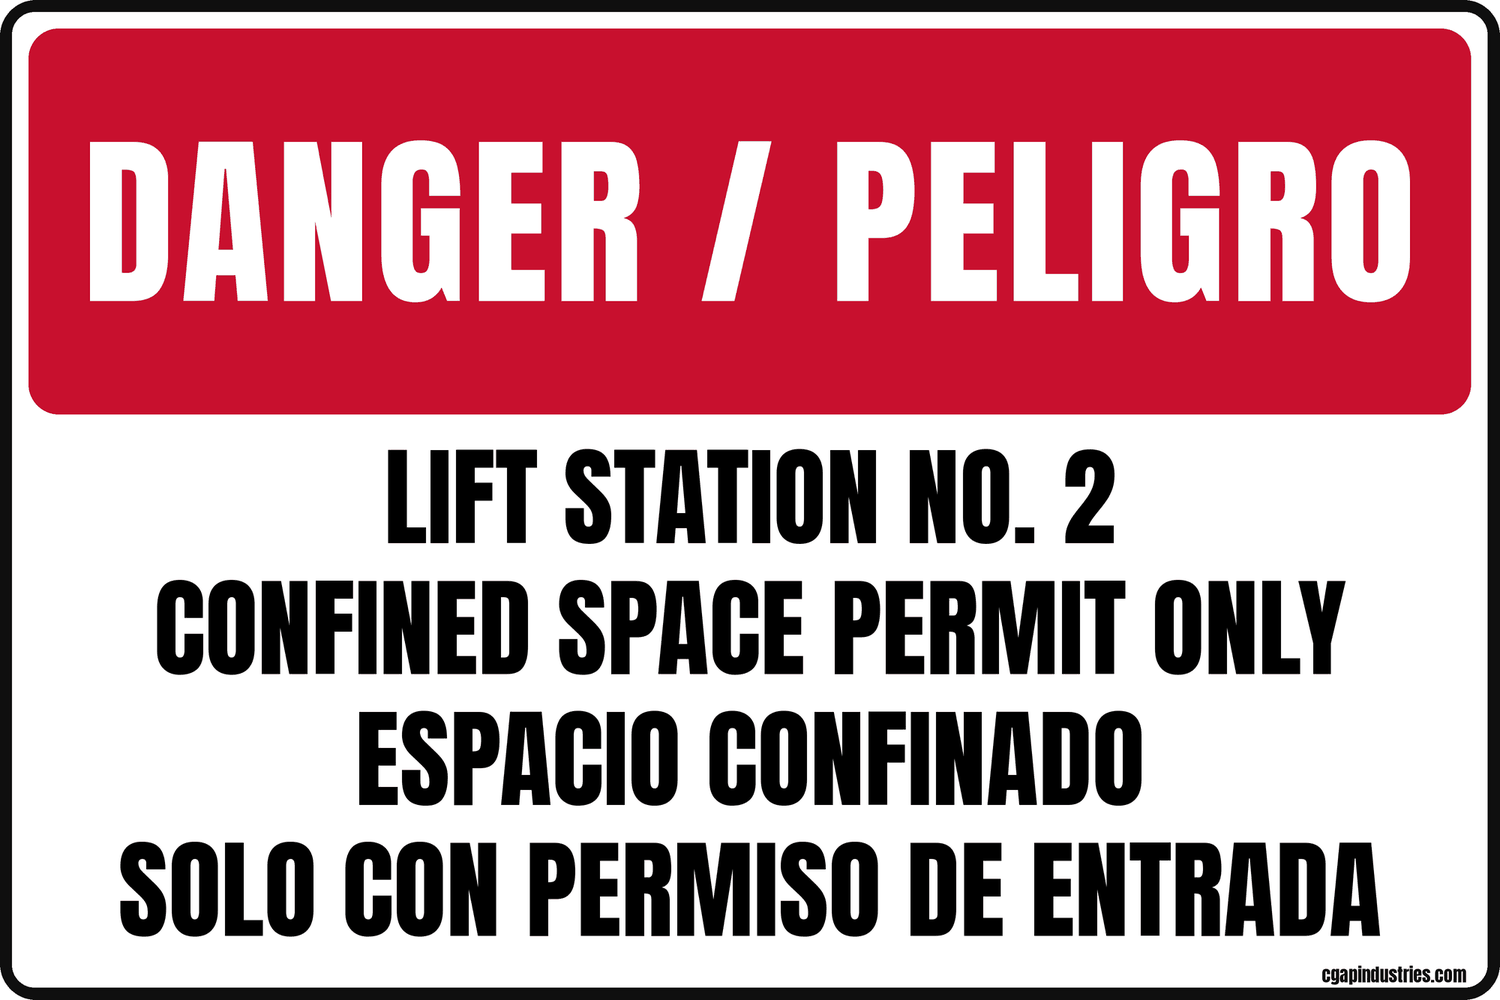 DANGER / PELIGRO
LIFT STATION NO. 2
CONFINED SPACE PERMIT ONLY
ESPACIO CONFINADO
SOLO CON PERMISO DE ENTRADA
cgapindustries.com